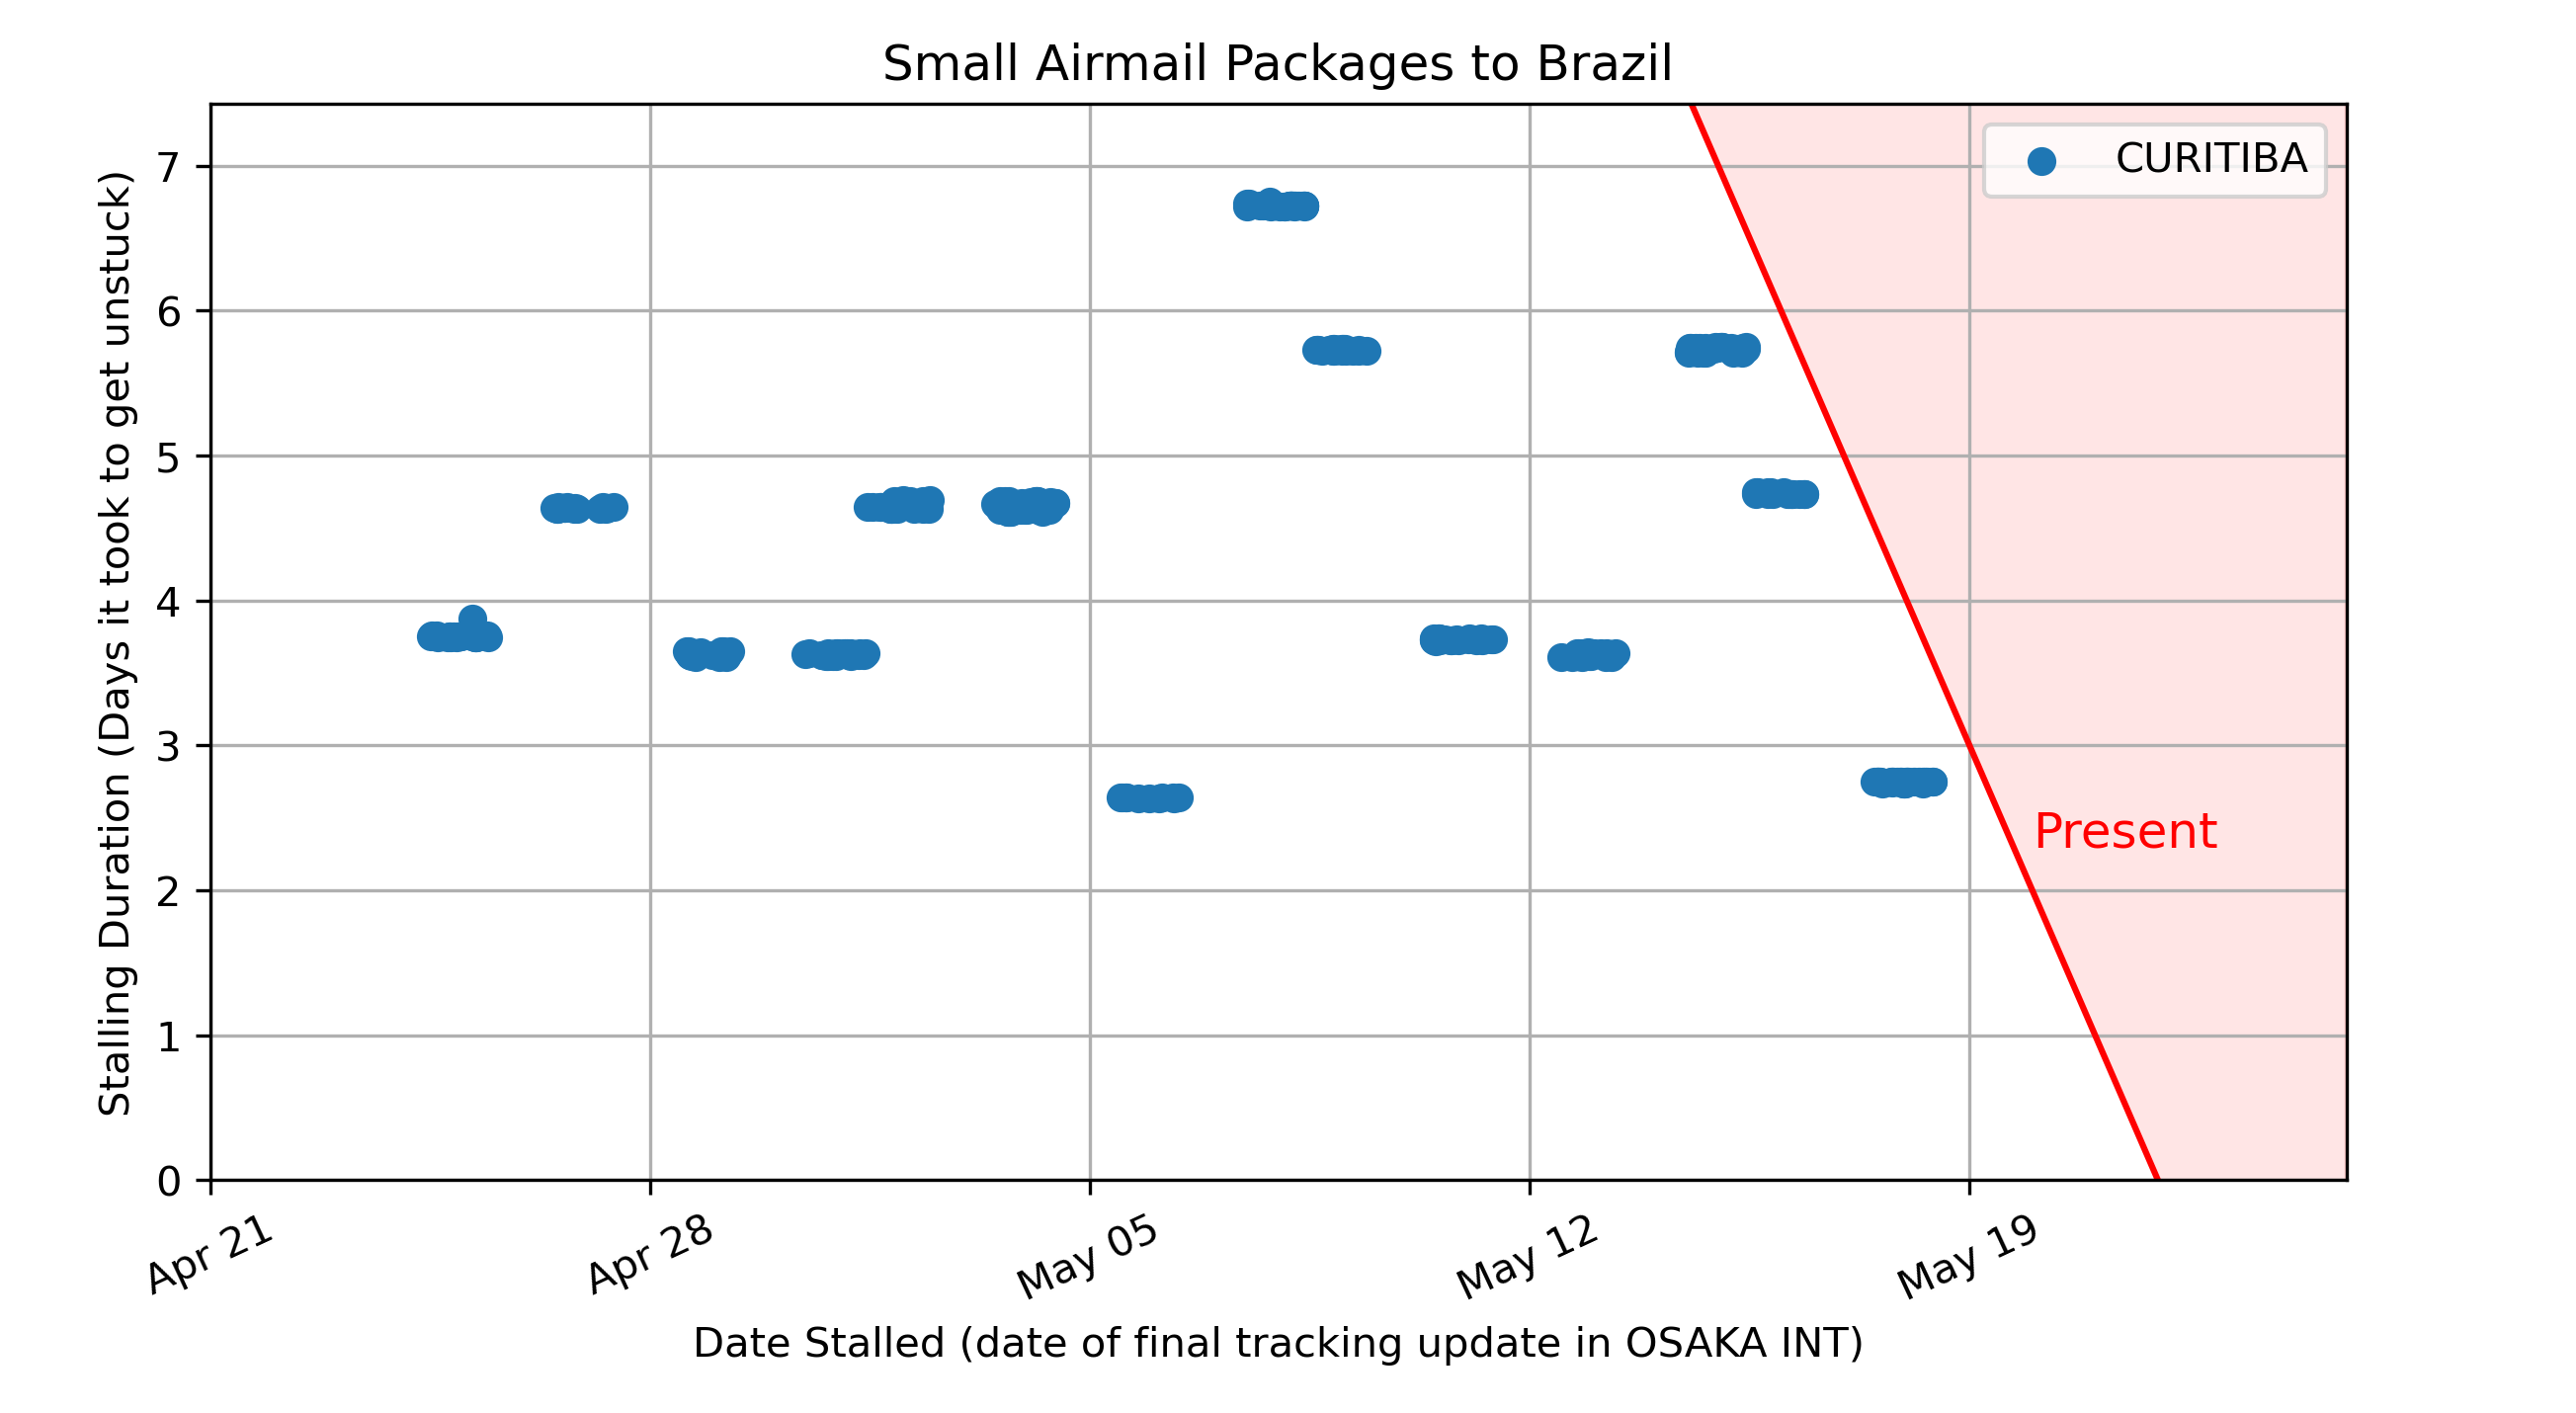 Small Airmail Packages to Brazil
Stalling Duration (Days it took to get unstuck)
7
6
5
4
3
2
1
0
CURITIBA
Present
Apr 21
Apr 28
May 05
May 12
May 19
Date Stalled (date of final tracking update in OSAKA INT)